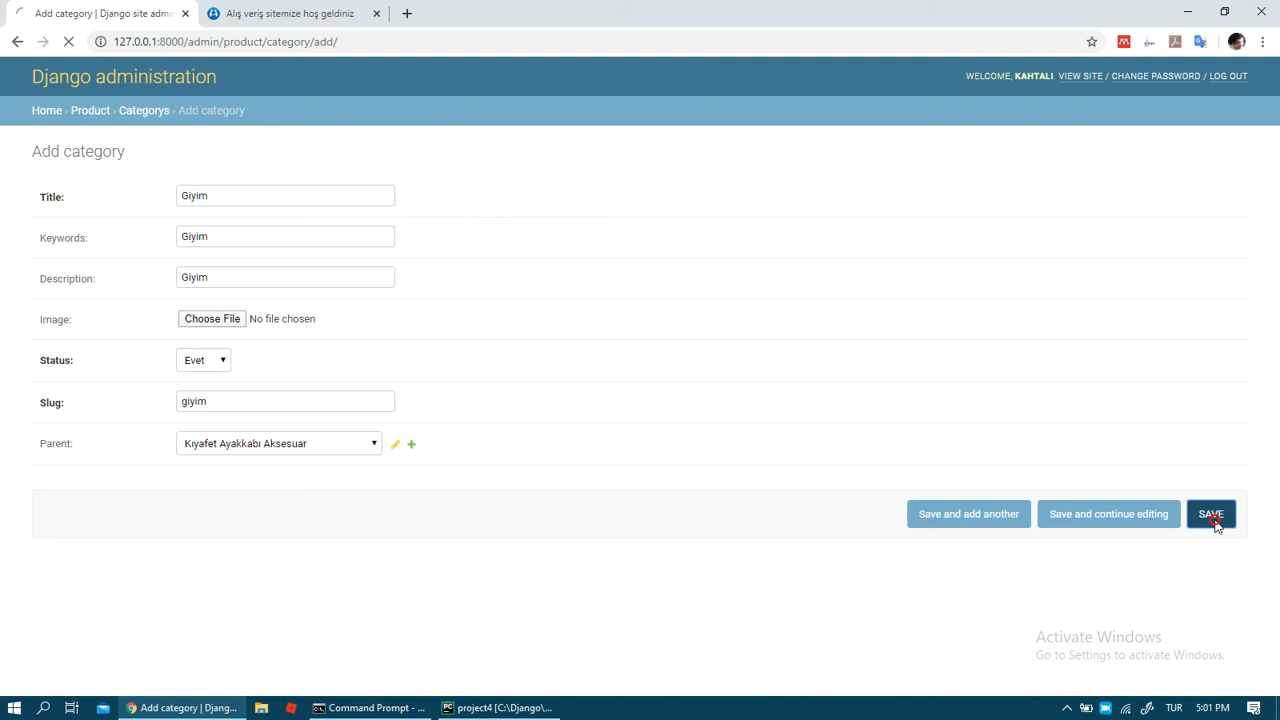 Add category | Django site admin
Alış veriş sitemize hoş geldiniz
127.0.0.1:8000/admin/product/category/add/
Django administration
WELCOME, KAHTALI. VIEW SITE / CHANGE PASSWORD / LOG OUT
Home › Product › Categorys › Add category
Add category
Title: Giyim
Keywords: Giyim
Description: Giyim
Image: Choose File No file chosen
Status: Evet
Slug: giyim
Parent: Kıyafet Ayakkabı Aksesuar
Save and add another
Save and continue editing
SAVE
Activate Windows
Go to Settings to activate Windows.
Add category | Djang...
Command Prompt - ...
project4 [C:\Django\...
TUR
5:01 PM